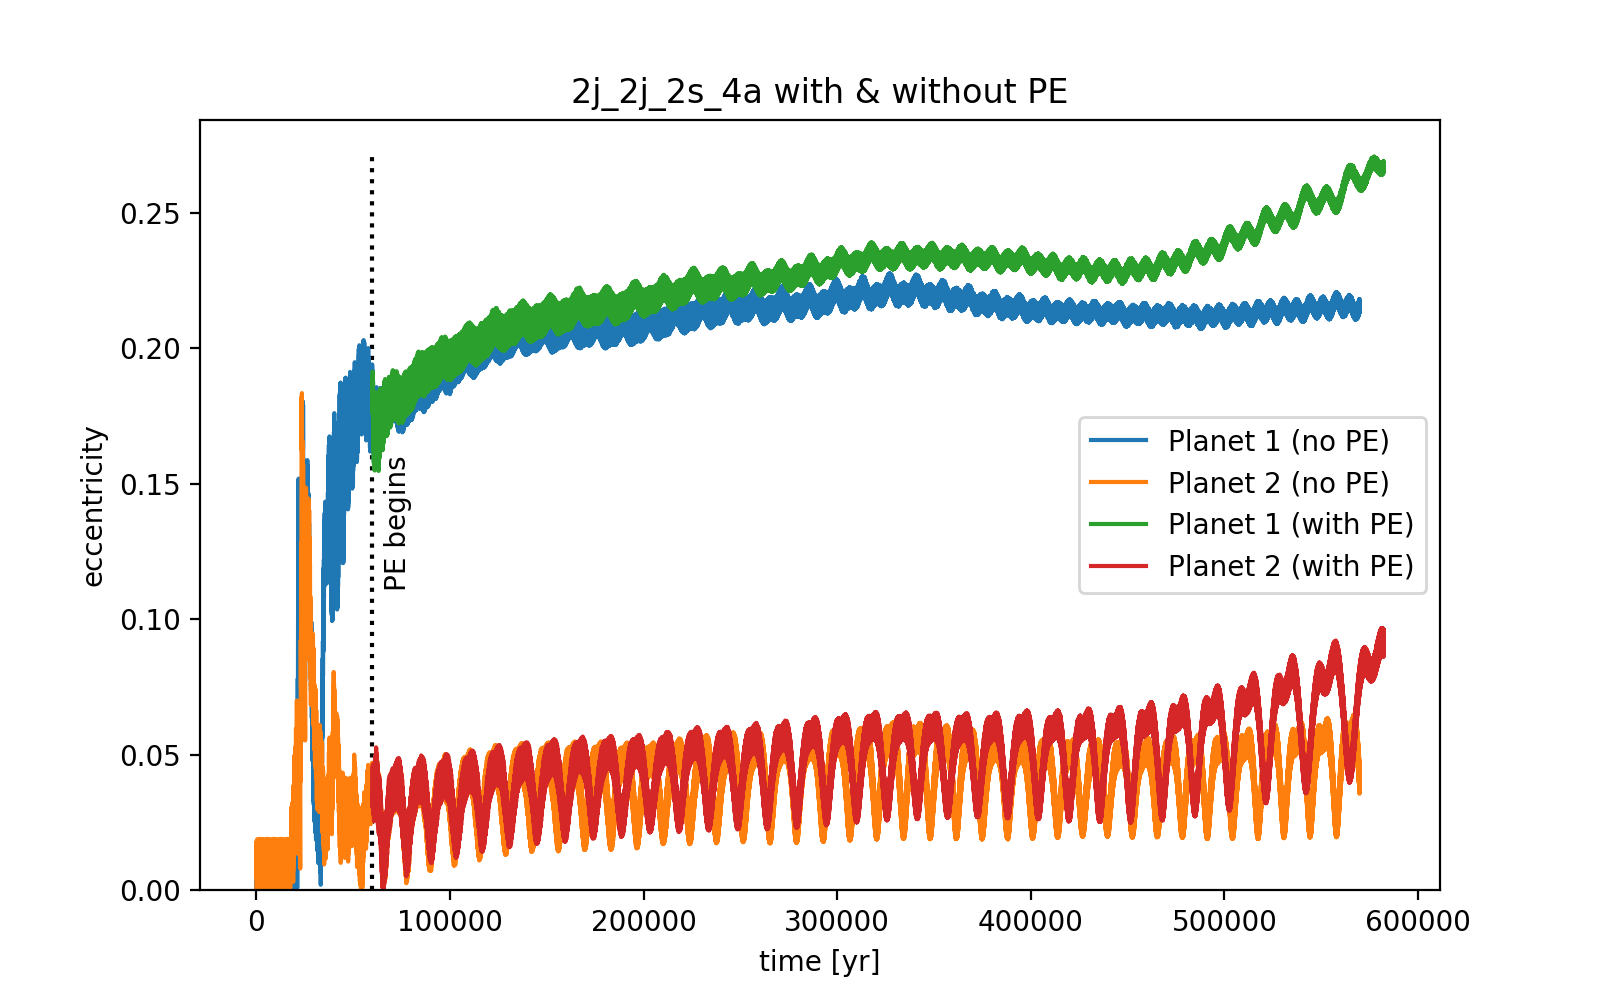 2j_2j_2s_4a with & without PE
eccentricity
0.25
0.20
0.15
0.10
0.05
0.00
PE begins
Planet 1 (no PE)
Planet 2 (no PE)
Planet 1 (with PE)
Planet 2 (with PE)
0
100000
200000
300000
400000
500000
600000
time [yr]